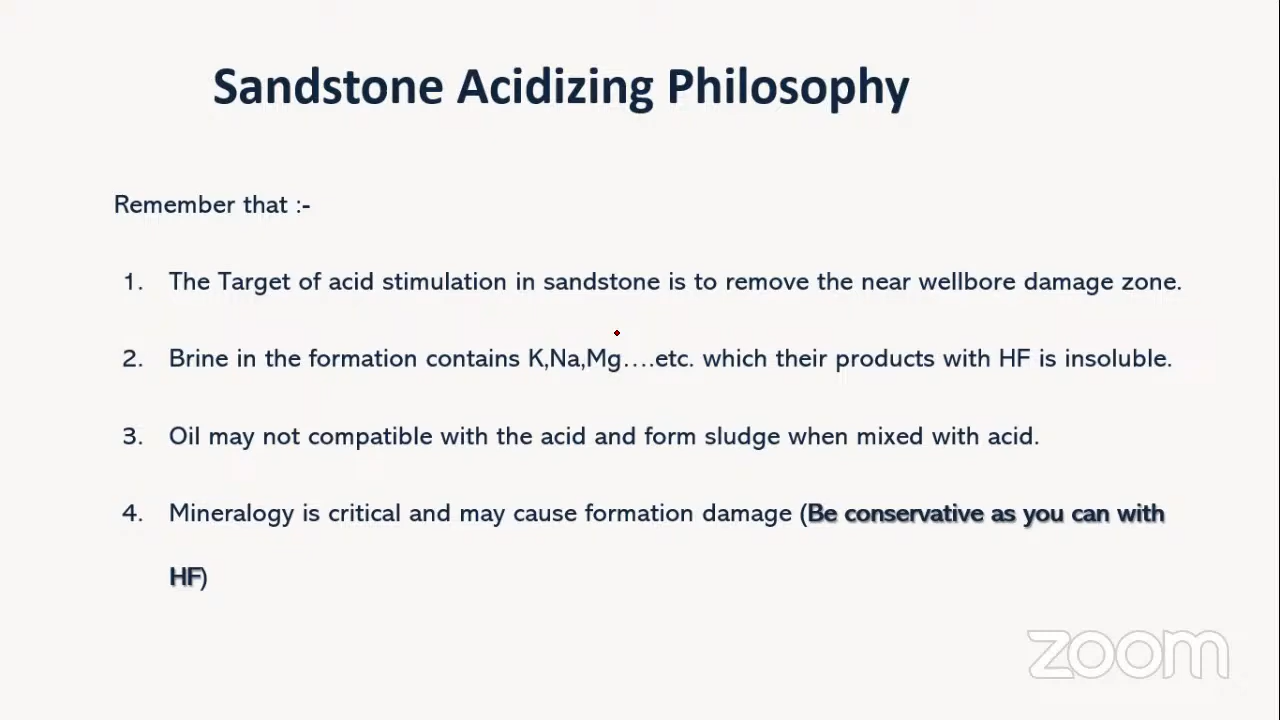 Sandstone Acidizing Philosophy
Remember that :-
1. The Target of acid stimulation in sandstone is to remove the near wellbore damage zone.
2. Brine in the formation contains K,Na,Mg....etc. which their products with HF is insoluble.
3. Oil may not compatible with the acid and form sludge when mixed with acid.
4. Mineralogy is critical and may cause formation damage (Be conservative as you can with
HF)
zoom